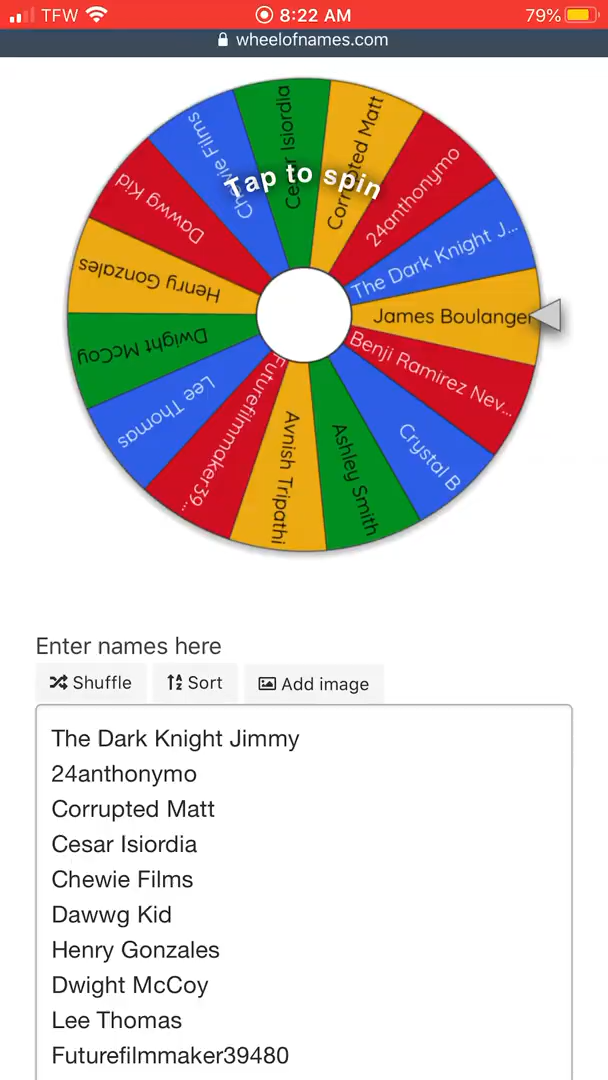 TFW 8:22 AM 79%
wheelofnames.com
Tap to spin
Cesar Isiordia
Corrupted Matt
24anthonymo
The Dark Knight J...
James Boulanger
Benji Ramirez Nev...
Crystal B
Ashley Smith
Avnish Tripathi
Futurefilmmaker39...
Lee Thomas
Dwight McCoy
Henry Gonzales
Dawwg Kid
Chewie Films
Enter names here
Shuffle Sort Add image
The Dark Knight Jimmy
24anthonymo
Corrupted Matt
Cesar Isiordia
Chewie Films
Dawwg Kid
Henry Gonzales
Dwight McCoy
Lee Thomas
Futurefilmmaker39480